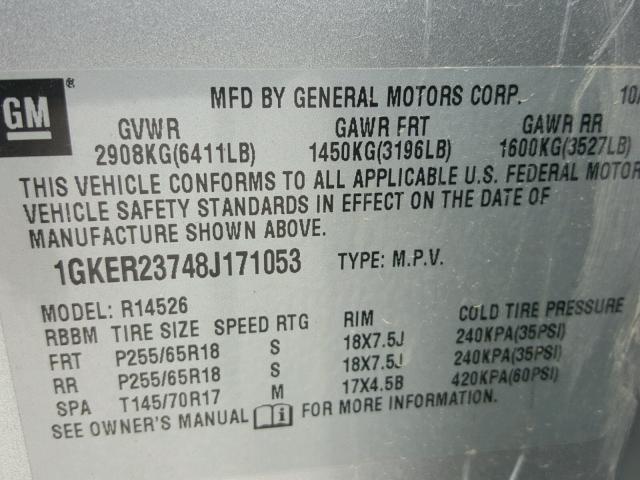 GM ®
MFD BY GENERAL MOTORS CORP. 10/
GVWR GAWR FRT GAWR RR
2908KG(6411LB) 1450KG(3196LB) 1600KG(3527LB)
THIS VEHICLE CONFORMS TO ALL APPLICABLE U.S. FEDERAL MOTOR
VEHICLE SAFETY STANDARDS IN EFFECT ON THE DATE OF
MANUFACTURE SHOWN ABOVE.
1GKER23748J171053 TYPE: M.P.V.
MODEL: R14526
RBBM TIRE SIZE SPEED RTG RIM COLD TIRE PRESSURE
FRT P255/65R18 S 18X7.5J 240KPA(35PSI)
RR P255/65R18 S 18X7.5J 240KPA(35PSI)
SPA T145/70R17 M 17X4.5B 420KPA(60PSI)
SEE OWNER'S MANUAL i FOR MORE INFORMATION.